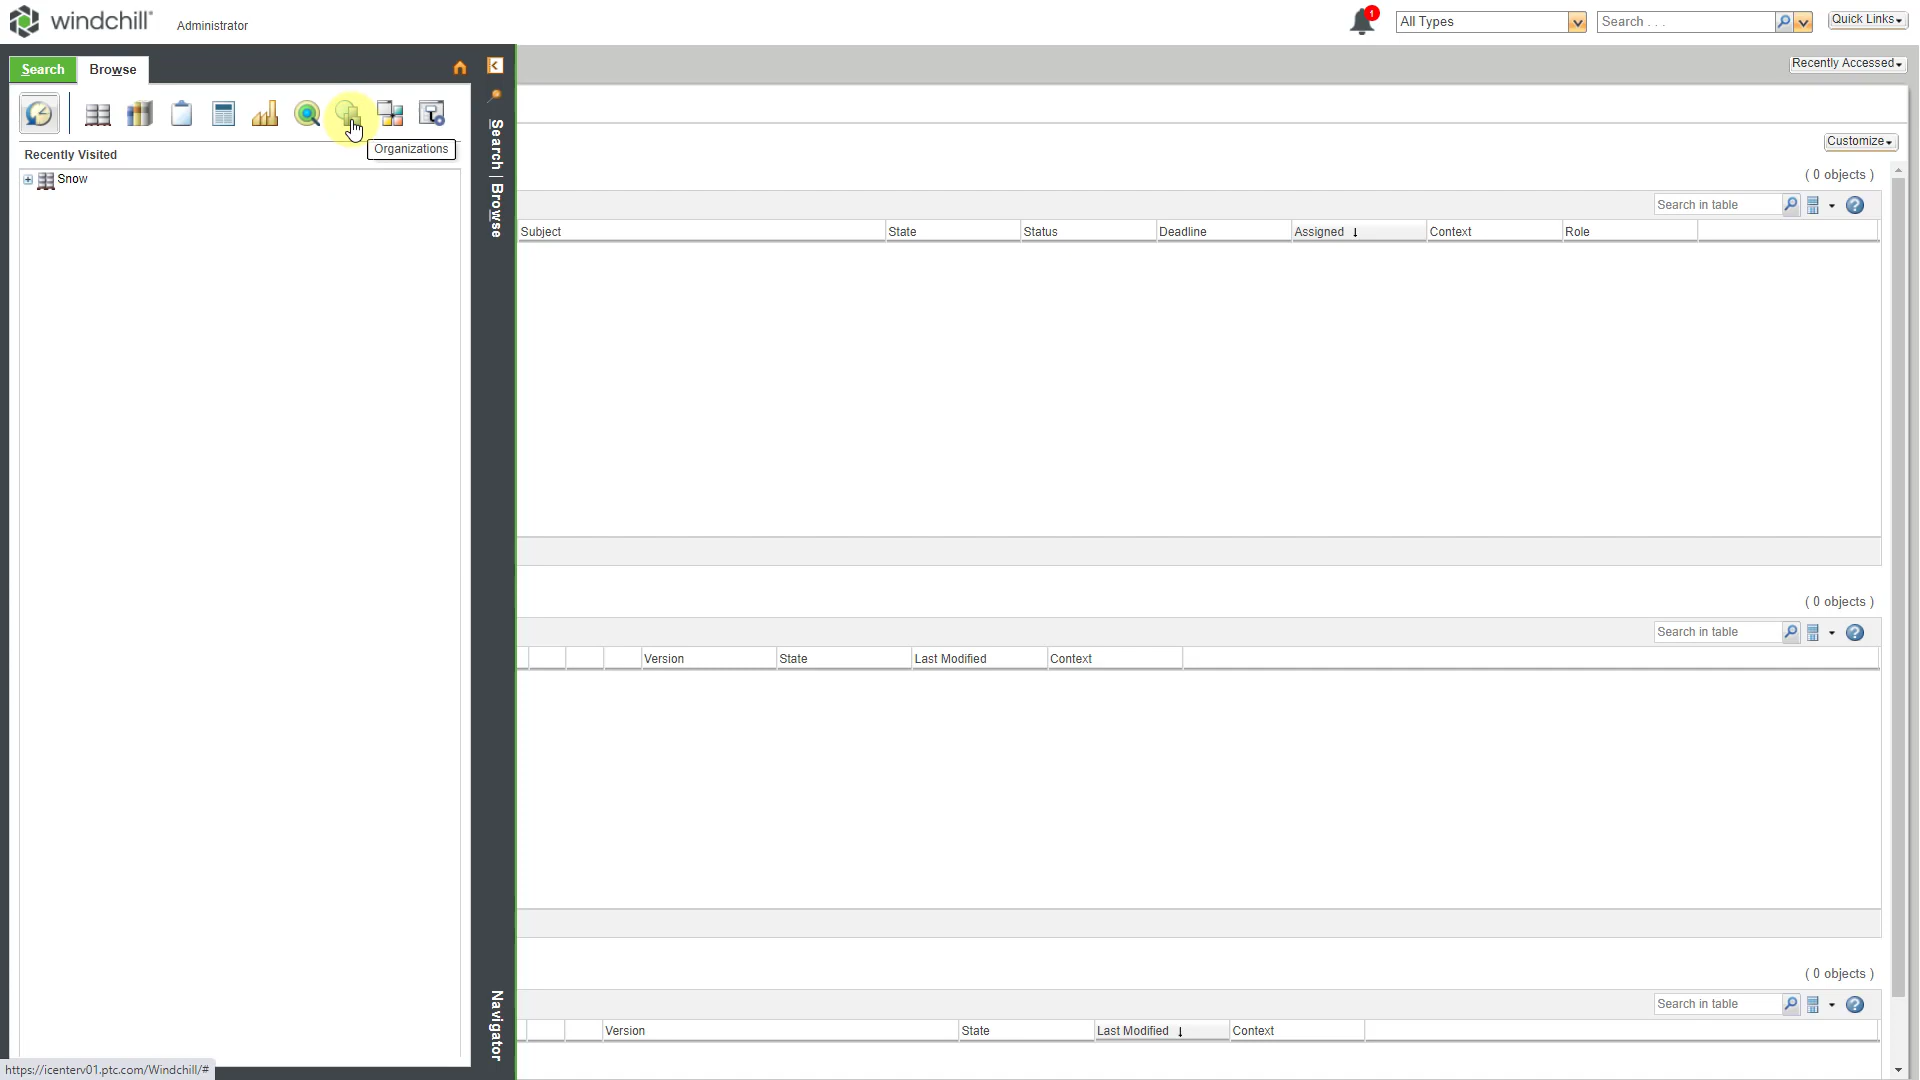 windchill® Administrator
1
All Types
Search . . .
Quick Links
Search
Browse
Recently Accessed
Organizations
Customize
Recently Visited
Snow
Search | Browse
Navigator
( 0 objects )
Search in table
Subject State Status Deadline Assigned ↓ Context Role
( 0 objects )
Search in table
Version State Last Modified Context
( 0 objects )
Search in table
Version State Last Modified ↓ Context
https://icenterv01.ptc.com/Windchill/#